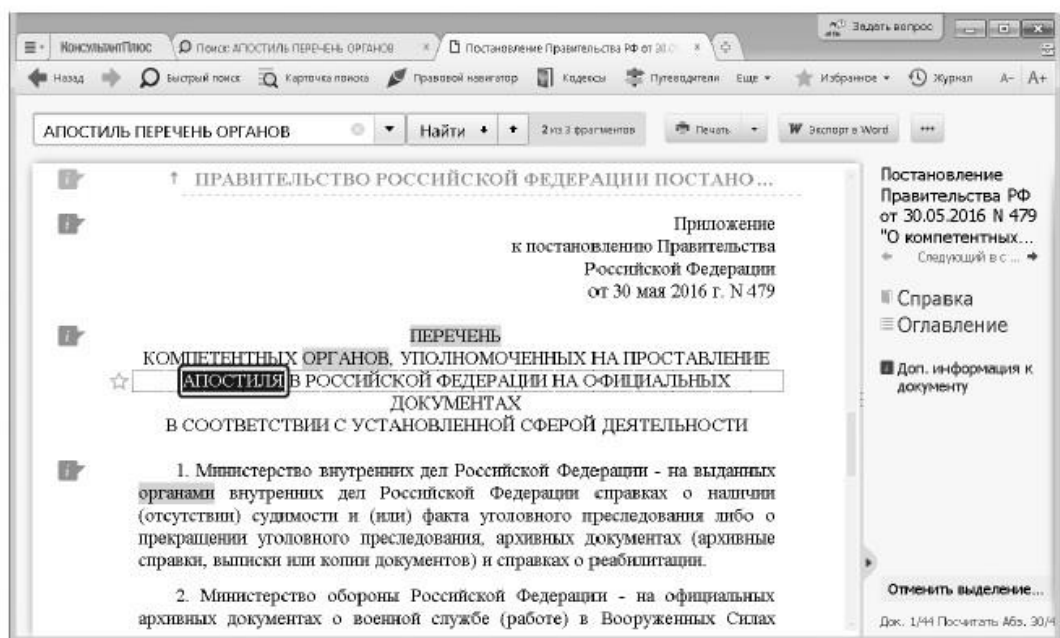 Задать вопрос
КонсультантПлюс
Поиск: АПОСТИЛЬ ПЕРЕЧЕНЬ ОРГАНОВ ×
Постановление Правительства РФ от 30.0 ×
Назад Быстрый поиск Карточка поиска Правовой навигатор Кодексы Путеводители Еще Избранное Журнал А- А+
АПОСТИЛЬ ПЕРЕЧЕНЬ ОРГАНОВ Найти 2 из 3 фрагментов Печать Экспорт в Word •••
↑ ПРАВИТЕЛЬСТВО РОССИЙСКОЙ ФЕДЕРАЦИИ ПОСТАНО...
Приложение
к постановлению Правительства
Российской Федерации
от 30 мая 2016 г. N 479
ПЕРЕЧЕНЬ
КОМПЕТЕНТНЫХ ОРГАНОВ, УПОЛНОМОЧЕННЫХ НА ПРОСТАВЛЕНИЕ
АПОСТИЛЯ В РОССИЙСКОЙ ФЕДЕРАЦИИ НА ОФИЦИАЛЬНЫХ
ДОКУМЕНТАХ
В СООТВЕТСТВИИ С УСТАНОВЛЕННОЙ СФЕРОЙ ДЕЯТЕЛЬНОСТИ
1. Министерство внутренних дел Российской Федерации - на выданных
органами внутренних дел Российской Федерации справках о наличии
(отсутствии) судимости и (или) факта уголовного преследования либо о
прекращении уголовного преследования, архивных документах (архивные
справки, выписки или копии документов) и справках о реабилитации.
2. Министерство обороны Российской Федерации - на официальных
архивных документах о военной службе (работе) в Вооруженных Силах
Постановление
Правительства РФ
от 30.05.2016 N 479
"О компетентных...
Следующий в с ...
Справка
Оглавление
Доп. информация к
документу
Отменить выделение...
Док. 1/44 Посчитать Абз. 30/4